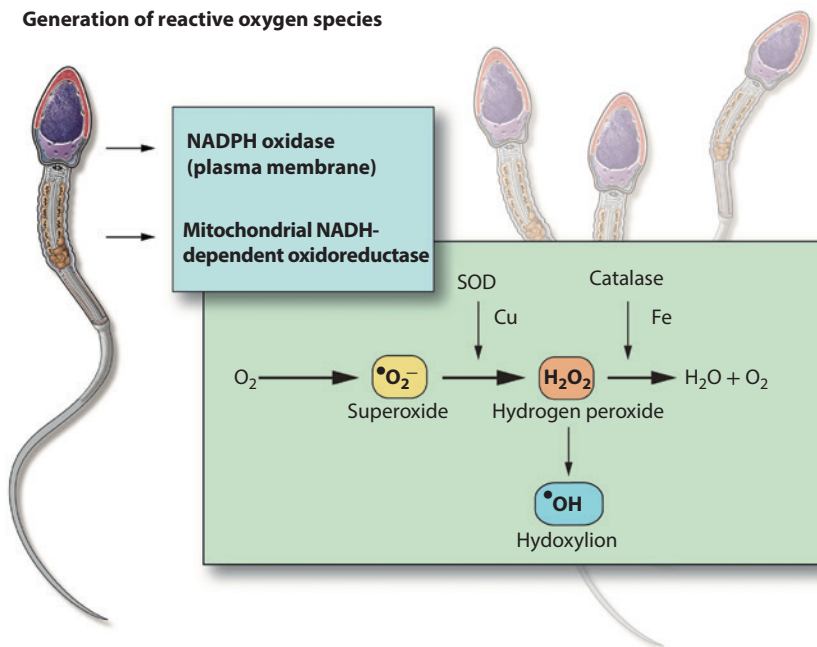 Generation of reactive oxygen species
NADPH oxidase
(plasma membrane)
Mitochondrial NADH-
dependent oxidoreductase
SOD
Catalase
Cu
Fe
O₂
•O₂⁻
H₂O₂
H₂O + O₂
Superoxide
Hydrogen peroxide
•OH
Hydoxylion